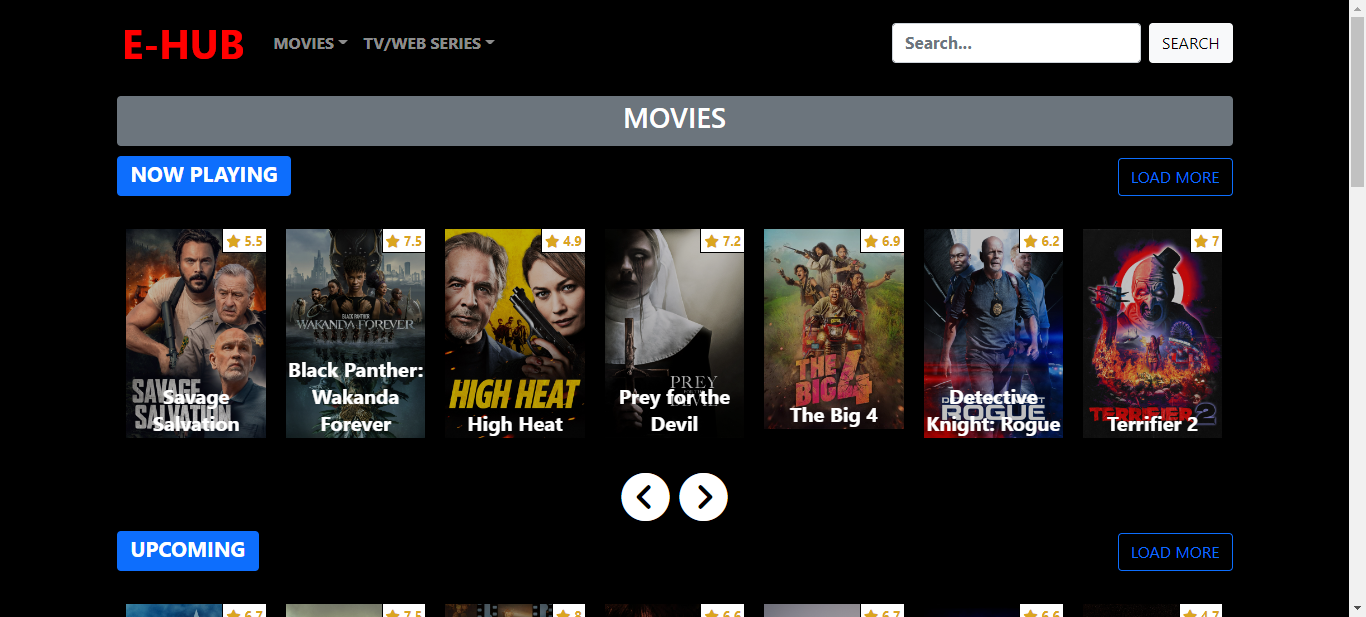 E-HUB
MOVIES
TV/WEB SERIES
Search...
SEARCH
MOVIES
NOW PLAYING
LOAD MORE
5.5
SAVAGE
SALVATION
Savage
Salvation
7.5
BLACK PANTHER
WAKANDA FOREVER
Black Panther:
Wakanda
Forever
4.9
HIGH HEAT
High Heat
7.2
PREY
Prey for the
Devil
6.9
THE
BIG 4
The Big 4
6.2
ROGUE
Detective
Knight: Rogue
7
TERRIFIER 2
Terrifier 2
UPCOMING
LOAD MORE
6.7
7.5
8
6.6
6.7
6.6
4.7